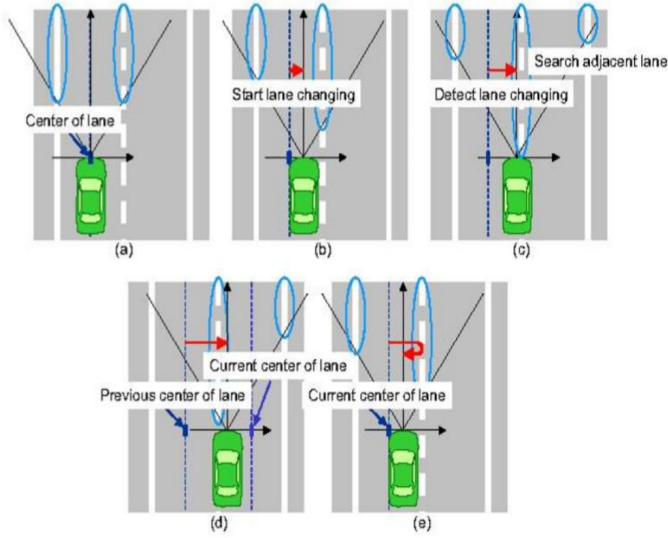 Center of lane
(a)
Start lane changing
(b)
Search adjacent lane
Detect lane changing
(c)
Current center of lane
Previous center of lane
(d)
Current center of lane
(e)